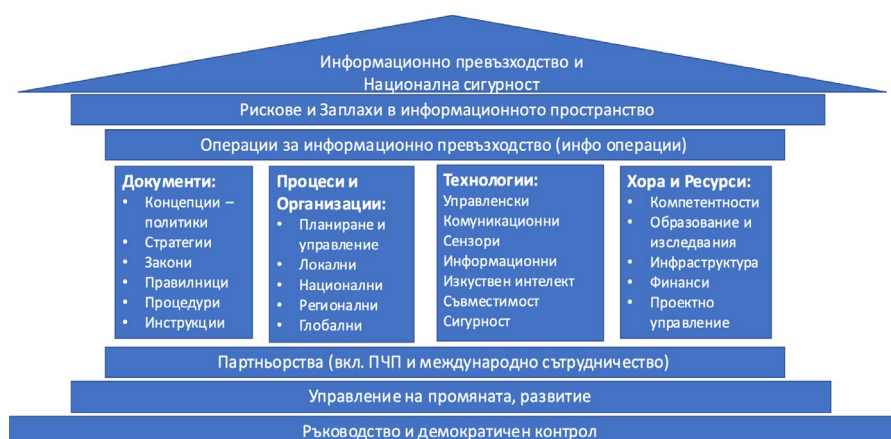 Информационно превъзходство и
Национална сигурност
Рискове и Заплахи в информационното пространство
Операции за информационно превъзходство (инфо операции)
Документи:
• Концепции –
политики
• Стратегии
• Закони
• Правилници
• Процедури
• Инструкции
Процеси и
Организации:
• Планиране и
управление
• Локални
• Национални
• Регионални
• Глобални
Технологии:
Управленски
Комуникационни
Сензори
Информационни
Изкуствен интелект
Съвместимост
Сигурност
Хора и Ресурси:
• Компетентности
• Образование и
изследвания
• Инфраструктура
• Финанси
• Проектно
управление
Партньорства (вкл. ПЧП и международно сътрудничество)
Управление на промяната, развитие
Ръководство и демократичен контрол